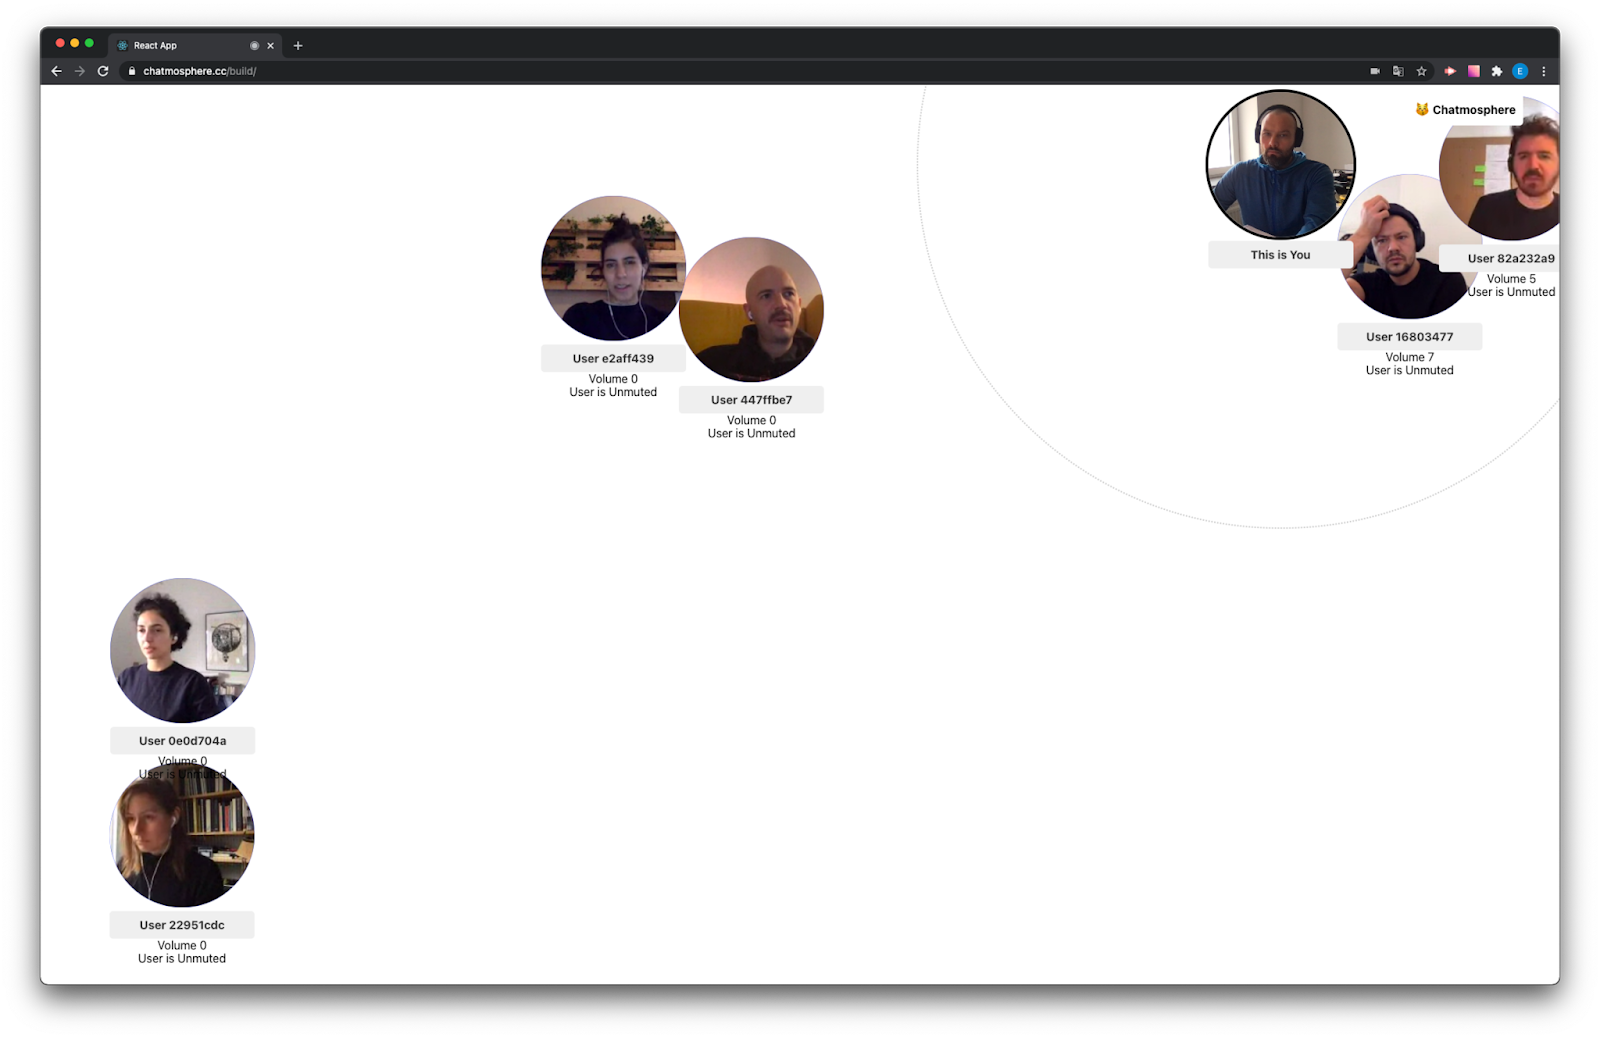 React App
chatmosphere.cc/build/
E
😺 Chatmosphere
This is You
User 82a232a9
Volume 5
User is Unmuted
User 16803477
Volume 7
User is Unmuted
User e2aff439
Volume 0
User is Unmuted
User 447ffbe7
Volume 0
User is Unmuted
User 0e0d704a
Volume 0
User is Unmuted
User 22951cdc
Volume 0
User is Unmuted